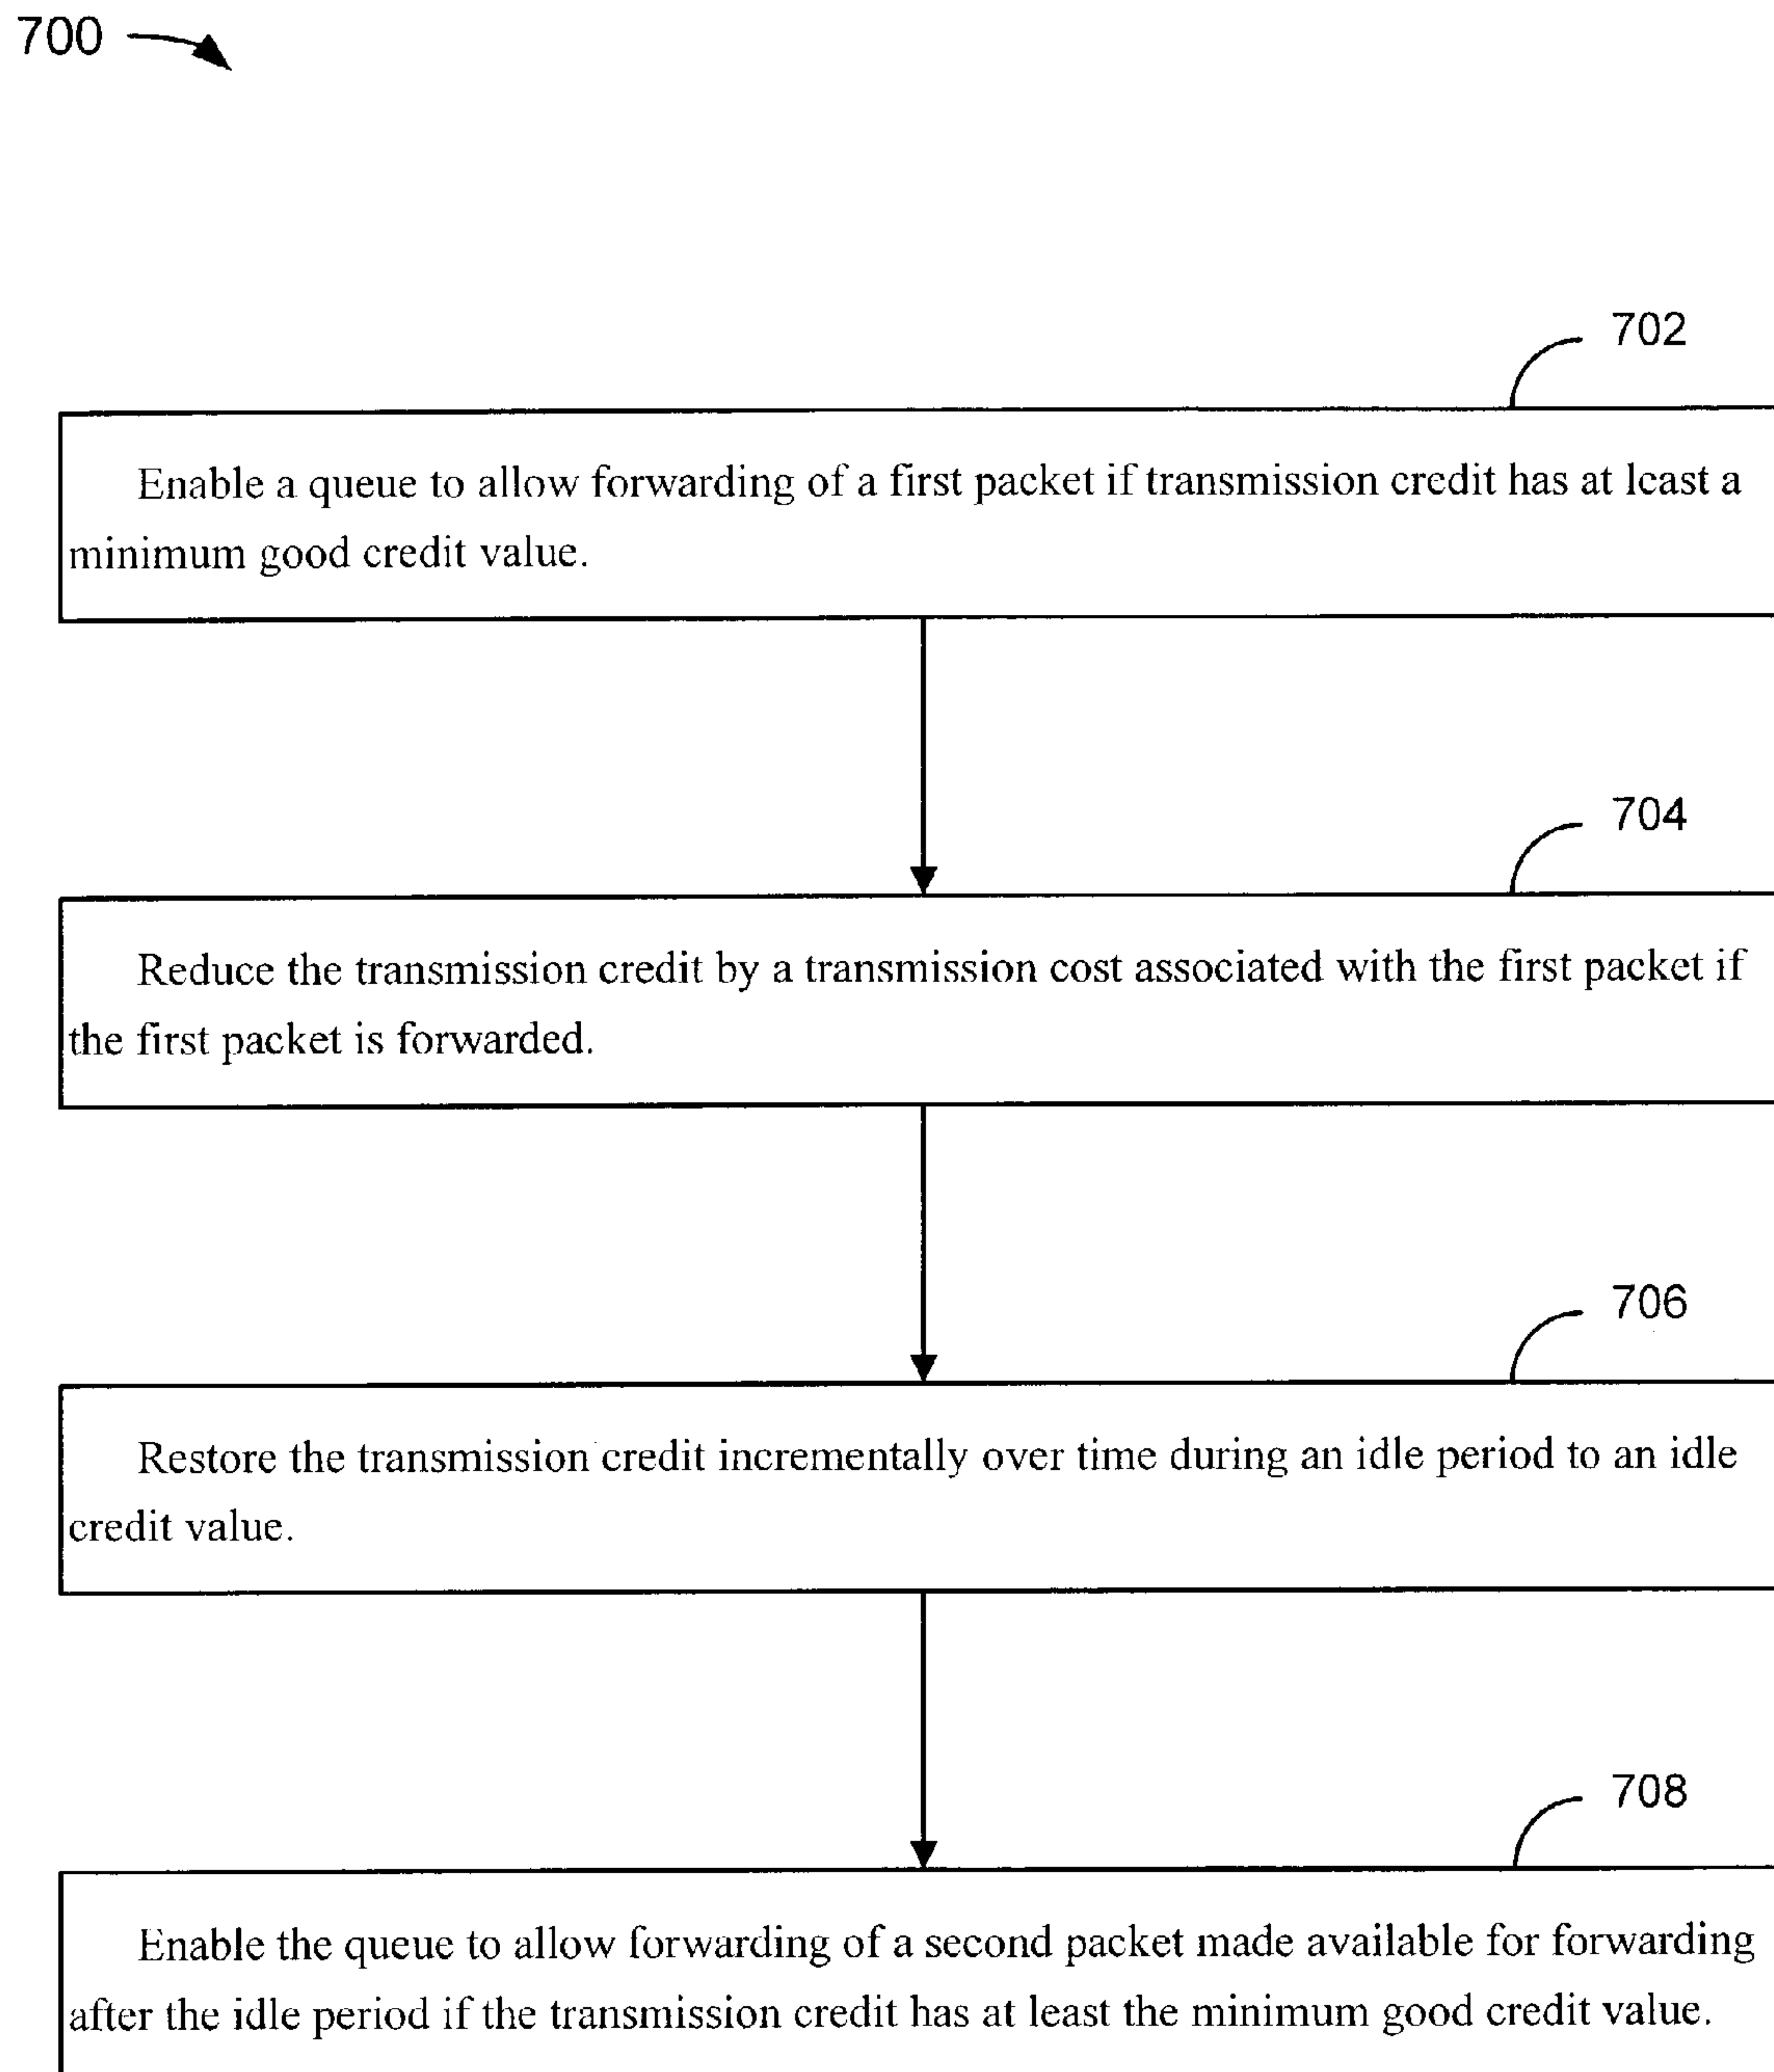 700
702
Enable a queue to allow forwarding of a first packet if transmission credit has at least a
minimum good credit value.
704
Reduce the transmission credit by a transmission cost associated with the first packet if
the first packet is forwarded.
706
Restore the transmission credit incrementally over time during an idle period to an idle
credit value.
708
Enable the queue to allow forwarding of a second packet made available for forwarding
after the idle period if the transmission credit has at least the minimum good credit value.